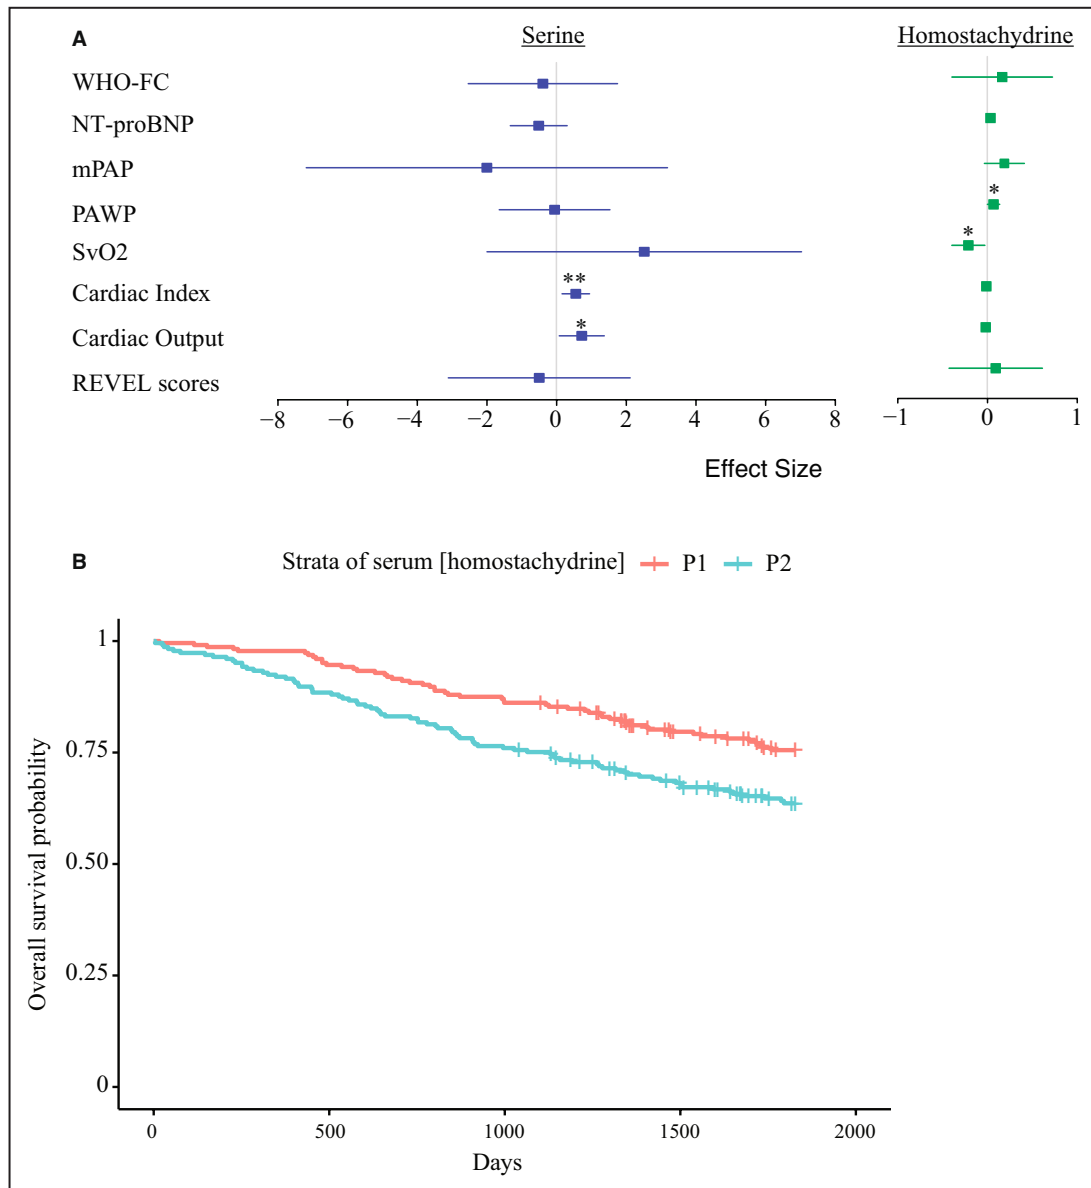 A
Serine
Homostachydrine
WHO-FC
NT-proBNP
mPAP
*
PAWP
*
SvO2
**
Cardiac Index
*
Cardiac Output
REVEL scores
−8 −6 −4 −2 0 2 4 6 8
−1 0 1
Effect Size
B
Strata of serum [homostachydrine] P1 P2
1
0.75
0.50
0.25
0
Overall survival probability
0 500 1000 1500 2000
Days